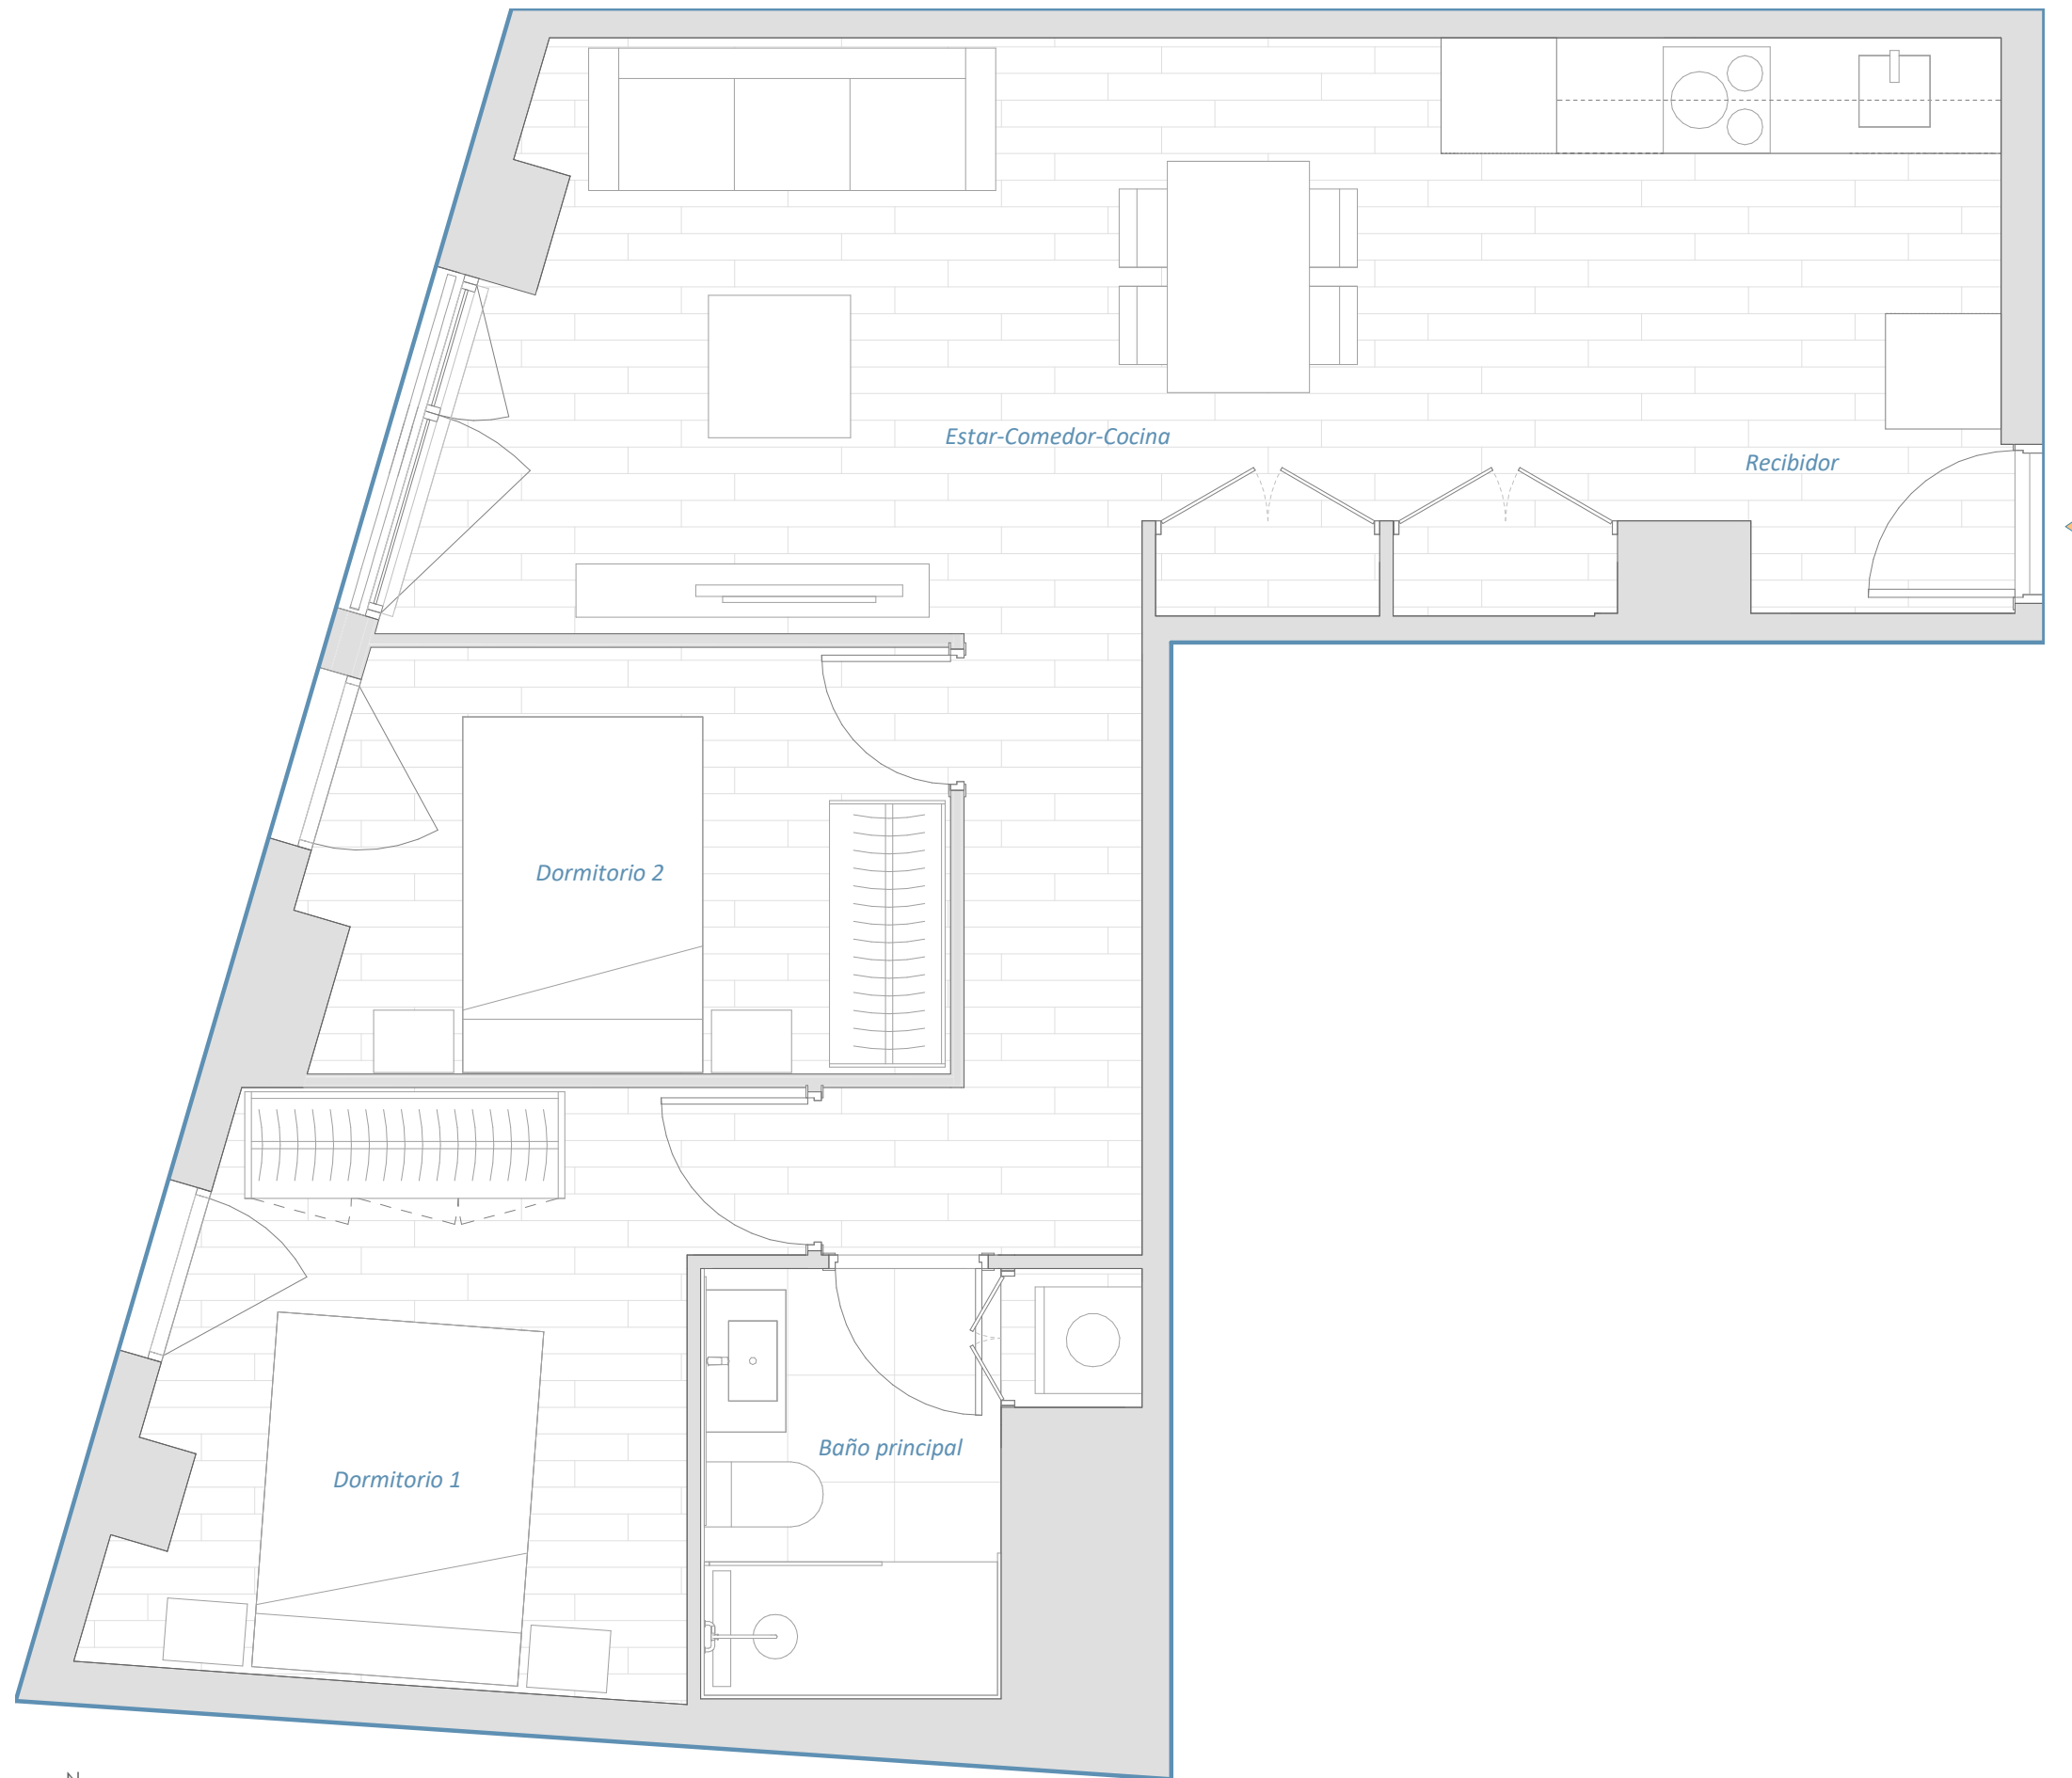 Estar-Comedor-Cocina
Recibidor
Dormitorio 2
Baño principal
Dormitorio 1